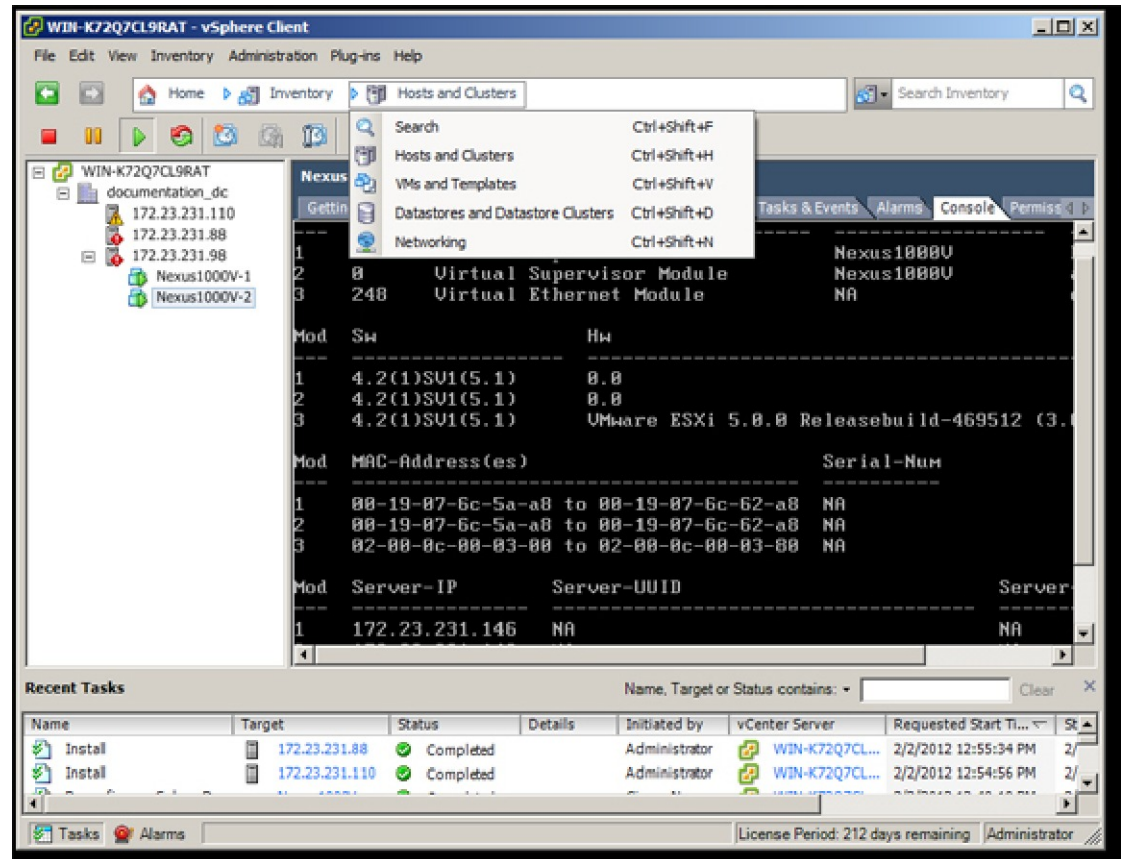 WIN-K72Q7CL9RAT - vSphere Client
File Edit View Inventory Administration Plug-ins Help
Home Inventory Hosts and Clusters Search Inventory
Search Ctrl+Shift+F
Hosts and Clusters Ctrl+Shift+H
VMs and Templates Ctrl+Shift+V
Datastores and Datastore Clusters Ctrl+Shift+D
Networking Ctrl+Shift+N
WIN-K72Q7CL9RAT
documentation_dc
172.23.231.110
172.23.231.88
172.23.231.98
Nexus1000V-1
Nexus1000V-2
Nexus
Gettin Tasks & Events Alarms Console Permiss
1 Nexus1000V
2 0 Virtual Supervisor Module Nexus1000V
3 248 Virtual Ethernet Module NA
Mod Sw Hw
--- ------------------ ------------------------------------------------
1 4.2(1)SV1(5.1) 0.0
2 4.2(1)SV1(5.1) 0.0
3 4.2(1)SV1(5.1) VMware ESXi 5.0.0 Releasebuild-469512 (3.
Mod MAC-Address(es) Serial-Num
--- -------------------------------------- ----------
1 00-19-07-6c-5a-a8 to 00-19-07-6c-62-a8 NA
2 00-19-07-6c-5a-a8 to 00-19-07-6c-62-a8 NA
3 02-00-0c-00-03-00 to 02-00-0c-00-03-80 NA
Mod Server-IP Server-UUID Server-
--- --------------- ------------------------------------ --------
1 172.23.231.146 NA NA
Recent Tasks Name, Target or Status contains: Clear
Name Target Status Details Initiated by vCenter Server Requested Start Ti... St
Install 172.23.231.88 Completed Administrator WIN-K72Q7CL... 2/2/2012 12:55:34 PM 2/
Install 172.23.231.110 Completed Administrator WIN-K72Q7CL... 2/2/2012 12:54:56 PM 2/
Tasks Alarms License Period: 212 days remaining Administrator